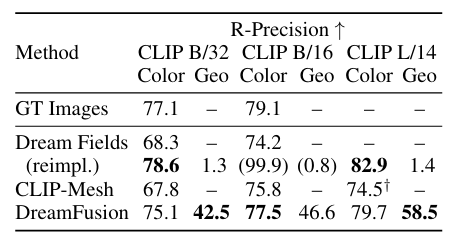 R-Precision ↑
Method CLIP B/32 CLIP B/16 CLIP L/14
Color Geo Color Geo Color Geo
GT Images 77.1 – 79.1 – – –
Dream Fields 68.3 – 74.2 – – –
(reimpl.) 78.6 1.3 (99.9) (0.8) 82.9 1.4
CLIP-Mesh 67.8 – 75.8 – 74.5† –
DreamFusion 75.1 42.5 77.5 46.6 79.7 58.5